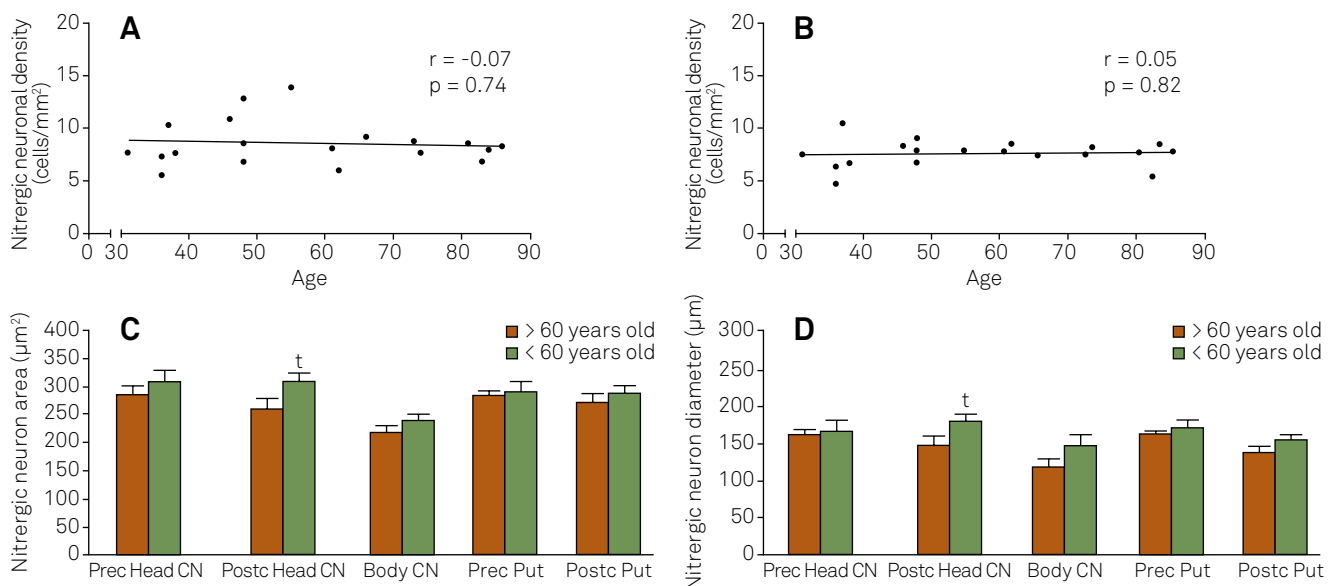 A
Nitrergic neuronal density
(cells/mm²)
20
15
10
5
0
r = -0.07
p = 0.74
0 30 40 50 60 70 80 90
Age
B
Nitrergic neuronal density
(cells/mm²)
20
15
10
5
0
r = 0.05
p = 0.82
0 30 40 50 60 70 80 90
Age
C
Nitrergic neuron area (µm²)
400
350
300
250
200
150
100
50
0
> 60 years old
< 60 years old
t
Prec Head CN Postc Head CN Body CN Prec Put Postc Put
D
Nitrergic neuron diameter (µm)
300
250
200
150
100
50
0
> 60 years old
< 60 years old
t
Prec Head CN Postc Head CN Body CN Prec Put Postc Put